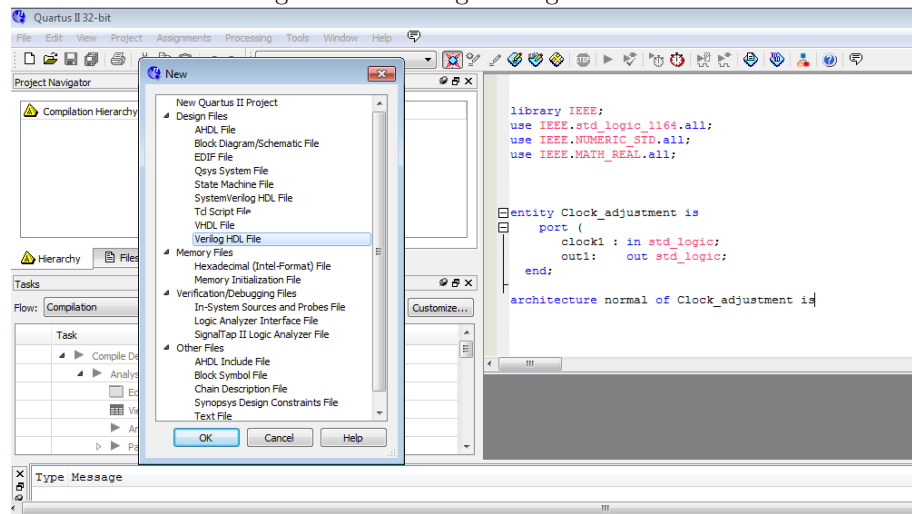 Quartus II 32-bit
File Edit View Project Assignments Processing Tools Window Help
Project Navigator
Compilation Hierarchy
Hierarchy Files
Tasks
Flow: Compilation Customize...
Task
Compile De
Analys
Ed
Vie
An
Pa
New
New Quartus II Project
Design Files
AHDL File
Block Diagram/Schematic File
EDIF File
Qsys System File
State Machine File
SystemVerilog HDL File
Tcl Script File
VHDL File
Verilog HDL File
Memory Files
Hexadecimal (Intel-Format) File
Memory Initialization File
Verification/Debugging Files
In-System Sources and Probes File
Logic Analyzer Interface File
SignalTap II Logic Analyzer File
Other Files
AHDL Include File
Block Symbol File
Chain Description File
Synopsys Design Constraints File
Text File
OK Cancel Help
library IEEE;
use IEEE.std_logic_1164.all;
use IEEE.NUMERIC_STD.all;
use IEEE.MATH_REAL.all;
entity Clock_adjustment is
port (
clock1 : in std_logic;
out1: out std_logic;
end;
architecture normal of Clock_adjustment is
Type Message